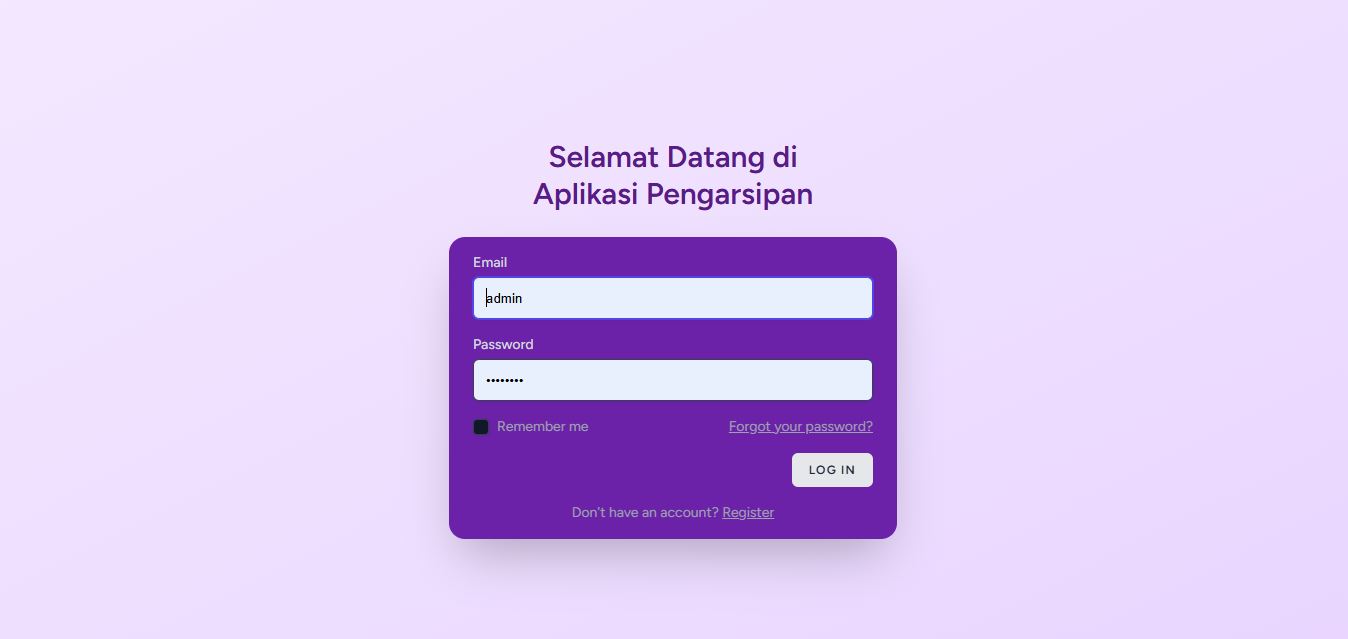 Selamat Datang di
Aplikasi Pengarsipan
Email
admin
Password
••••••••
Remember me
Forgot your password?
LOG IN
Don't have an account? Register